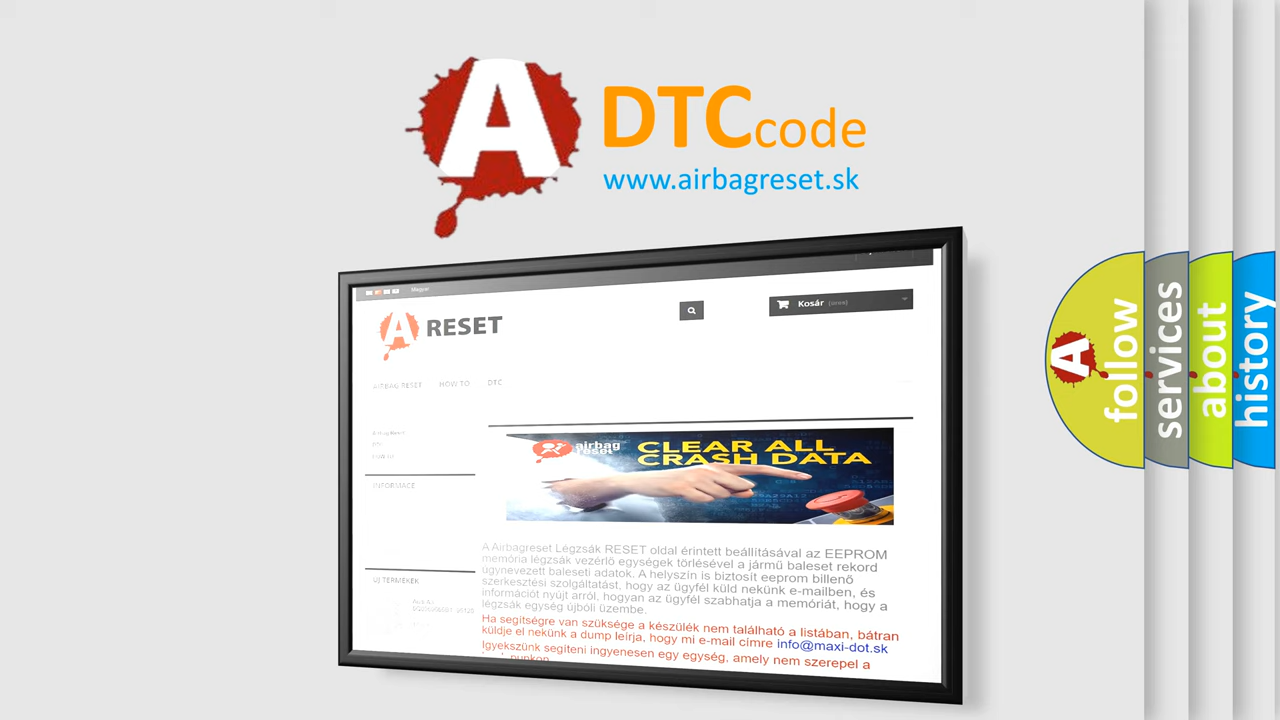 A
DTCcode
www.airbagreset.sk
Magyar
A RESET
Kosár (üres)
AIRBAG RESET HOW TO DTC
INFORMACE
ÚJ TERMÉKEK
airbag
reset
CLEAR ALL
CRASH DATA
A Airbagreset Légzsák RESET oldal érintett beállításával az EEPROM
memória légzsák vezérlő egységek törlésével a jármű baleset rekord
úgynevezett baleseti adatok. A helyszín is biztosít eeprom billenő
szerkesztési szolgáltatást, hogy az ügyfél küld nekünk e-mailben, és
információt nyújt arról, hogyan az ügyfél szabhatja a memóriát, hogy a
légzsák egység újbóli üzembe.
Ha segítségre van szüksége a készülék nem található a listában, bátran
küldje el nekünk a dump leírja, hogy mi e-mail címre info@maxi-dot.sk
Igyekszünk segíteni ingyenesen egy egység, amely nem szerepel a
A follow
services
about
history